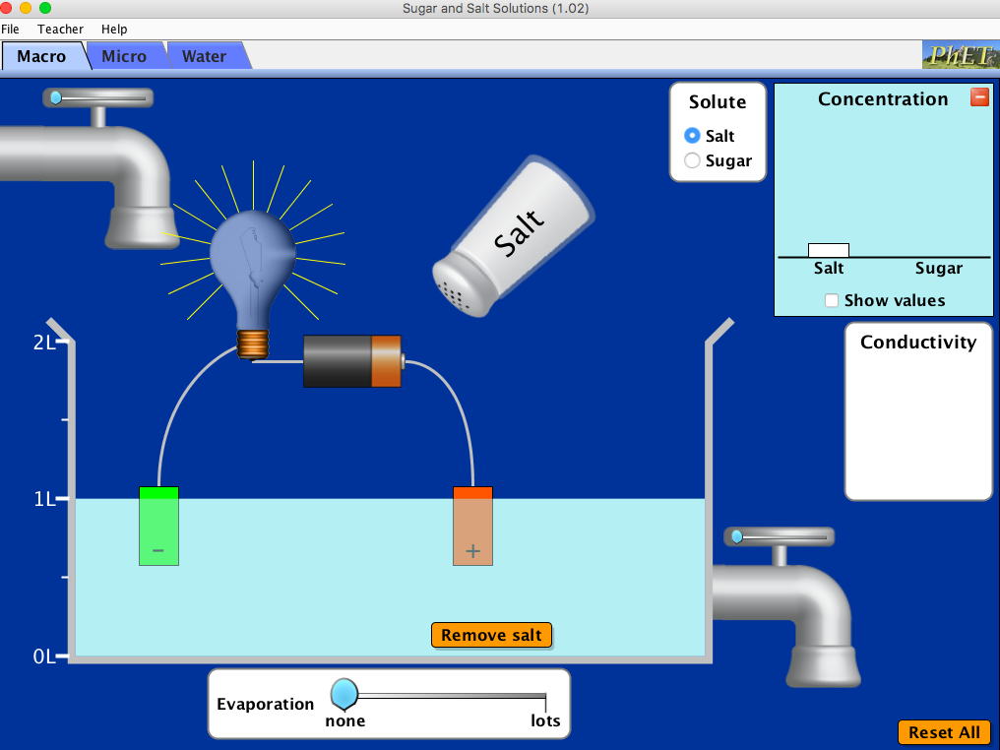 Sugar and Salt Solutions (1.02)
File Teacher Help
Macro Micro Water
PhET
Solute
Salt
Sugar
Concentration
Salt Sugar
Show values
Salt
Conductivity
2L
1L
0L
−
+
Remove salt
Evaporation
none lots
Reset All